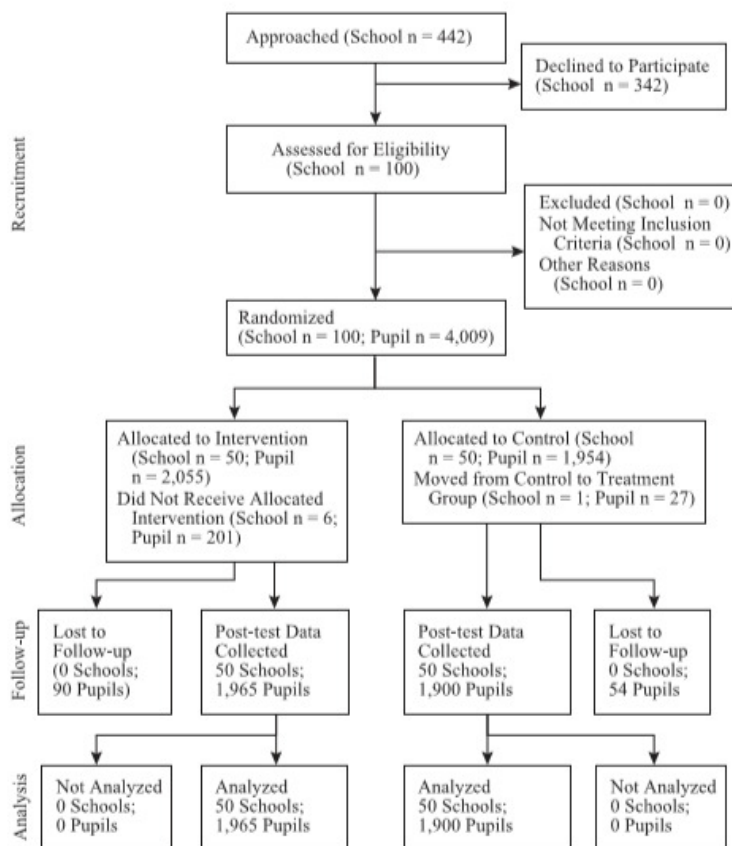 Approached (School n = 442)
Declined to Participate
(School n = 342)
Recruitment
Assessed for Eligibility
(School n = 100)
Excluded (School n = 0)
Not Meeting Inclusion
Criteria (School n = 0)
Other Reasons
(School n = 0)
Randomized
(School n = 100; Pupil n = 4,009)
Allocation
Allocated to Intervention
(School n = 50; Pupil
n = 2,055)
Did Not Receive Allocated
Intervention (School n = 6;
Pupil n = 201)
Allocated to Control (School
n = 50; Pupil n = 1,954)
Moved from Control to Treatment
Group (School n = 1; Pupil n = 27)
Follow-up
Lost to
Follow-up
(0 Schools;
90 Pupils)
Post-test Data
Collected
50 Schools;
1,965 Pupils
Post-test Data
Collected
50 Schools;
1,900 Pupils
Lost to
Follow-up
0 Schools;
54 Pupils
Analysis
Not Analyzed
0 Schools;
0 Pupils
Analyzed
50 Schools;
1,965 Pupils
Analyzed
50 Schools;
1,900 Pupils
Not Analyzed
0 Schools;
0 Pupils